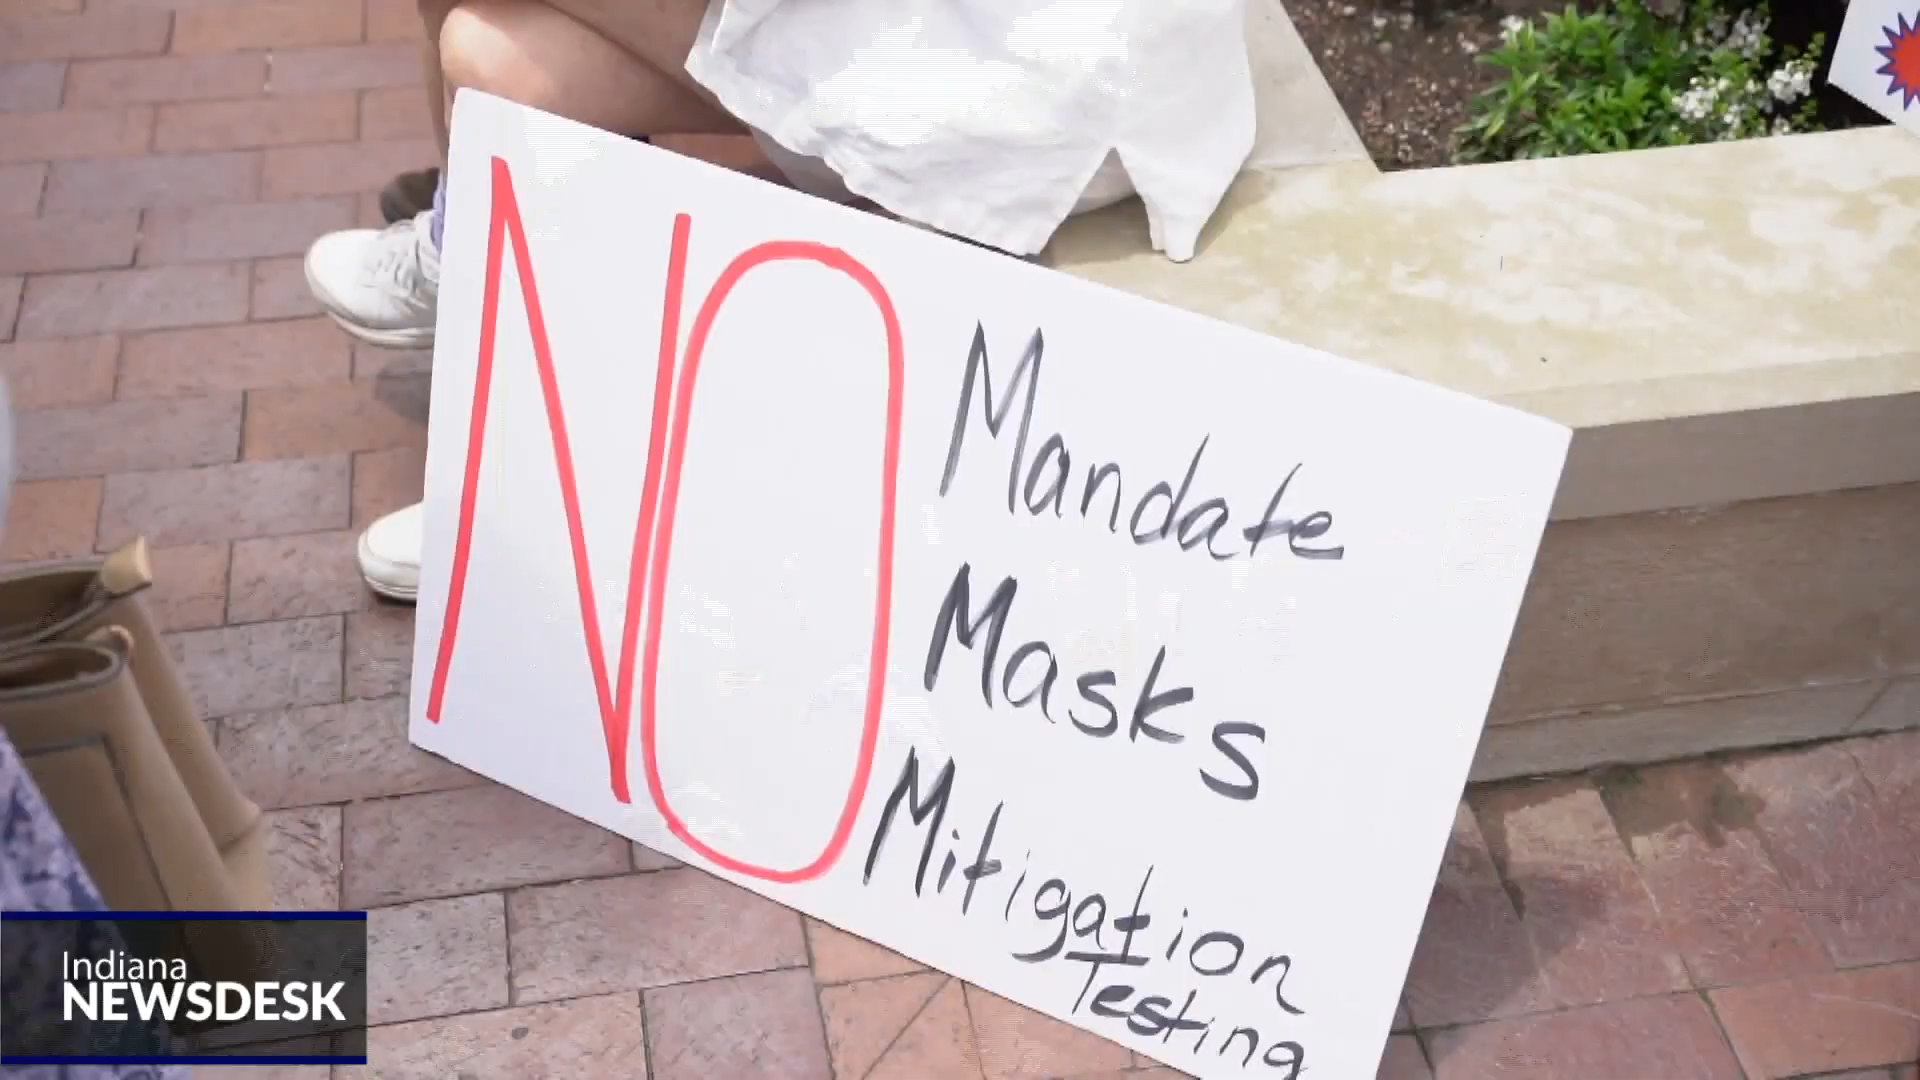 NO
Mandate
Masks
Mitigation
Testing
Indiana
NEWSDESK